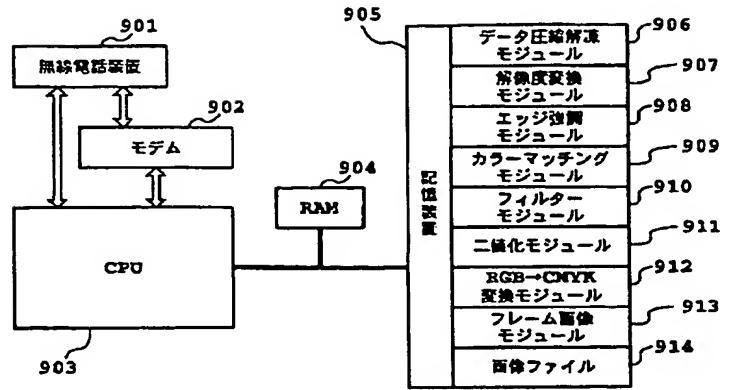 901
無線電話装置
902
モデム
CPU
903
904
RAM
905
記憶装置
データ圧縮解凍
モジュール
906
解像度変換
モジュール
907
エッジ強調
モジュール
908
カラーマッチング
モジュール
909
フィルター
モジュール
910
二値化モジュール
911
RGB→CMYK
変換モジュール
912
フレーム画像
モジュール
913
画像ファイル
914